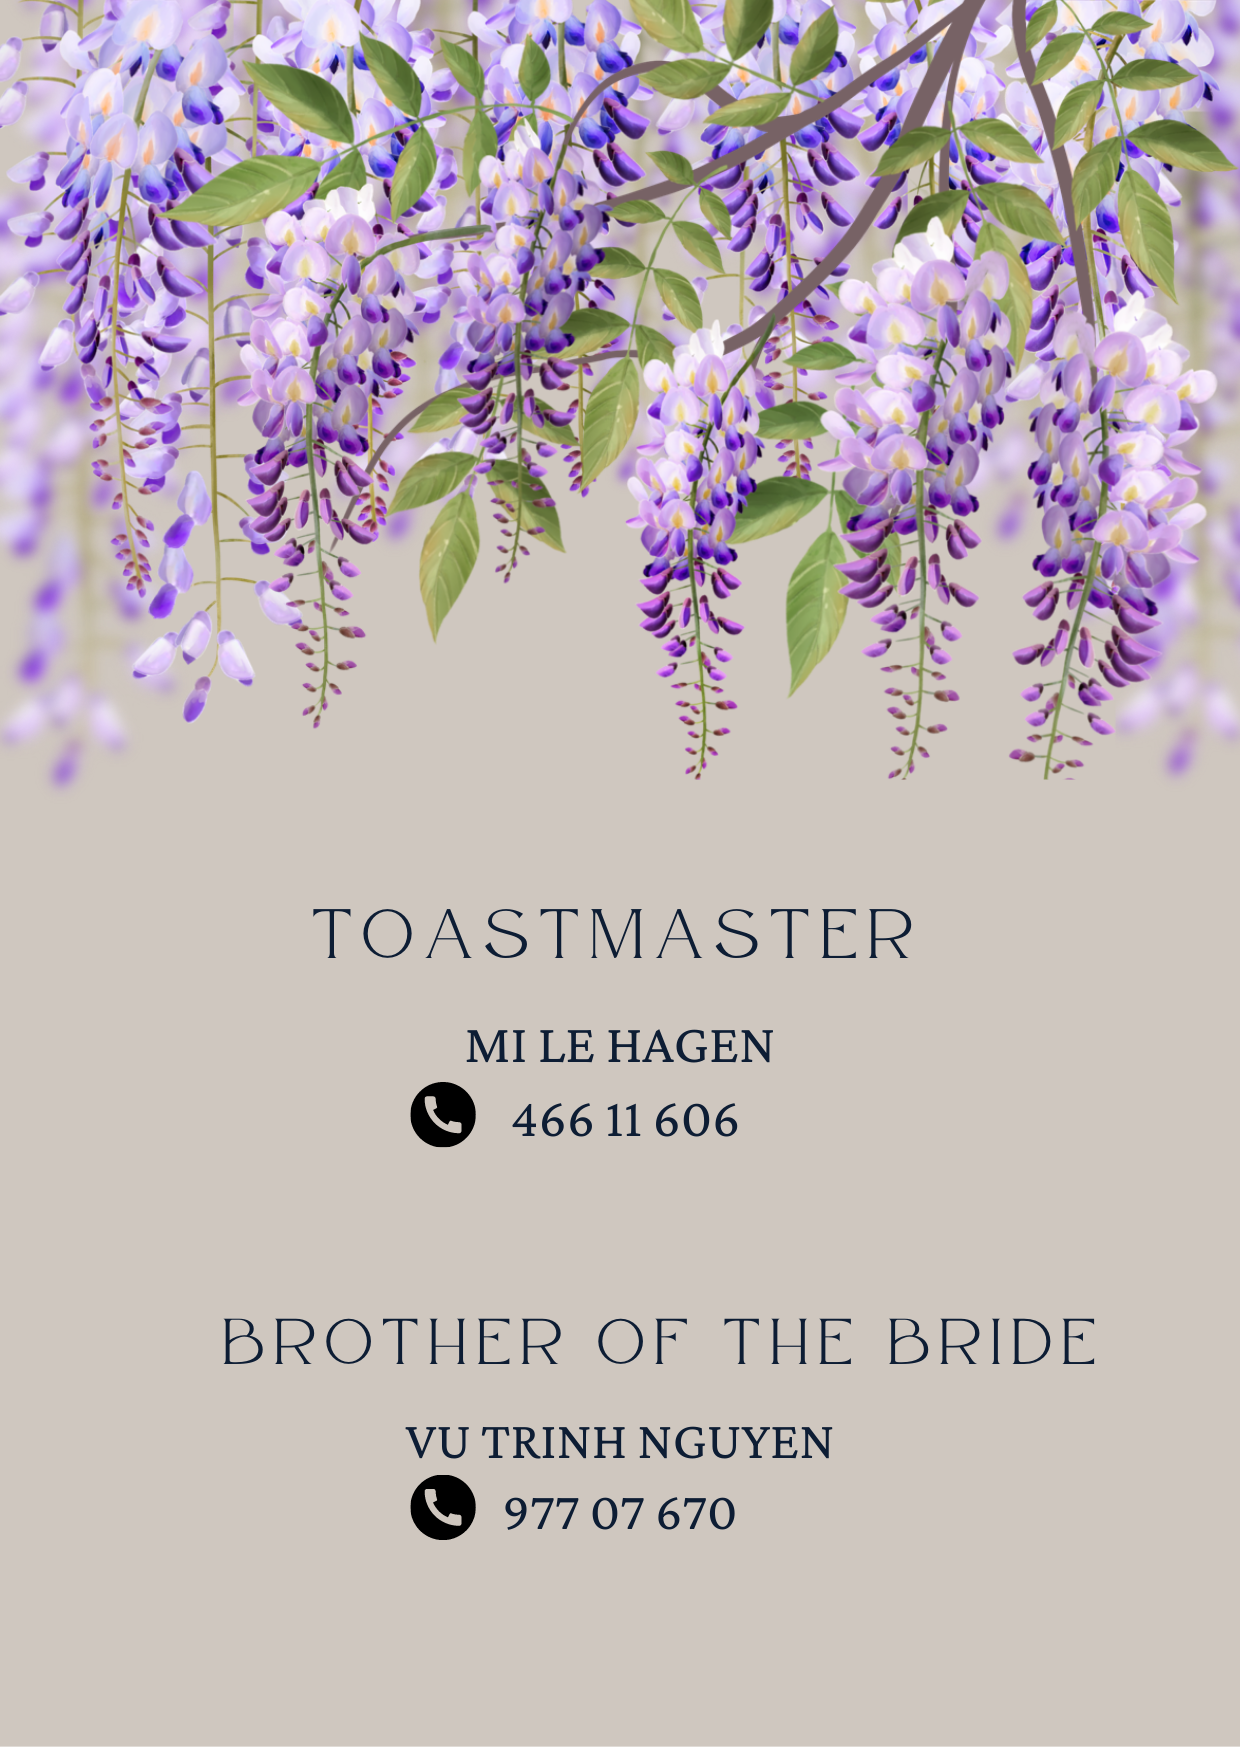 TOASTMASTER
MI LE HAGEN
466 11 606
BROTHER OF THE BRIDE
VU TRINH NGUYEN
977 07 670